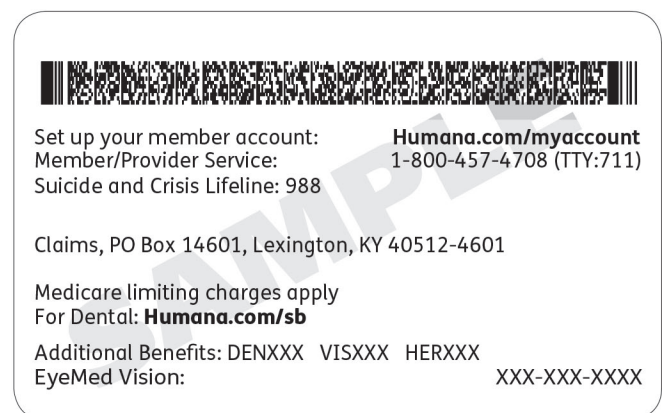 Set up your member account: Humana.com/myaccount
Member/Provider Service: 1-800-457-4708 (TTY:711)
Suicide and Crisis Lifeline: 988
Claims, PO Box 14601, Lexington, KY 40512-4601
Medicare limiting charges apply
For Dental: Humana.com/sb
Additional Benefits: DENXXX VISXXX HERXXX
EyeMed Vision: XXX-XXX-XXXX
SAMPLE